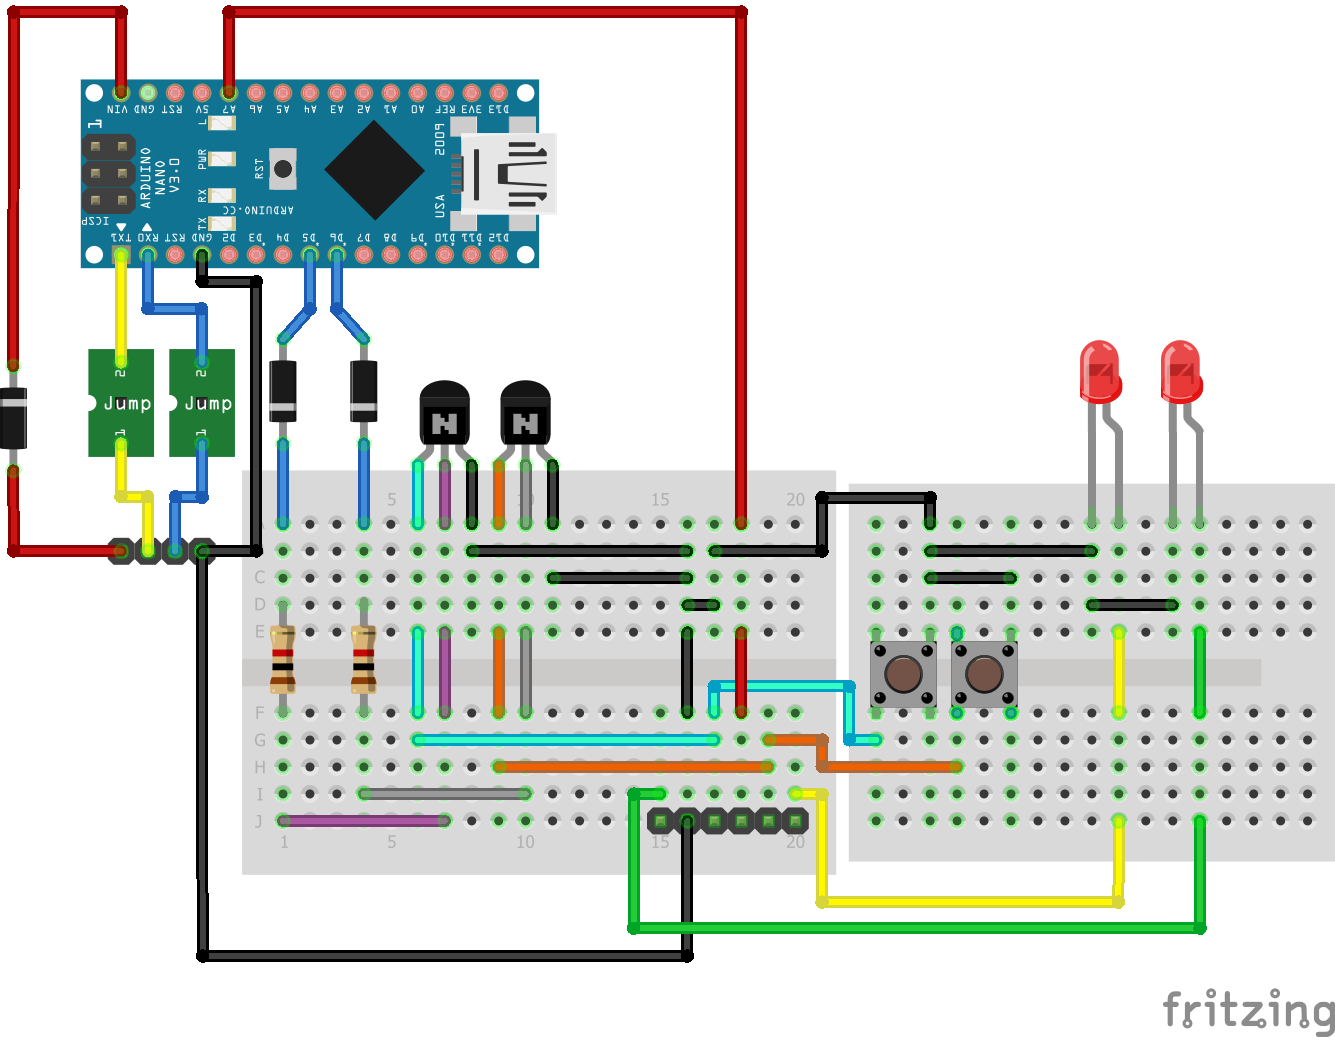 VIN GND RST 5V A7 A6 A5 A4 A3 A2 A1 A0 REF 3V3 D13
1
L
PWR
RX
TX
RST
ARDUINO
NANO
V3.0
ARDUINO.CC
ICSP
USA
TX1 RX0 RST GND D2 D3 D4 D5 D6 D7 D8 D9 D10 D11 D12
2 2
Jump Jump
1 1
N N
5 10 15 20
C
D
E
F
G
H
I
J
1 5 10 15 20
fritzing